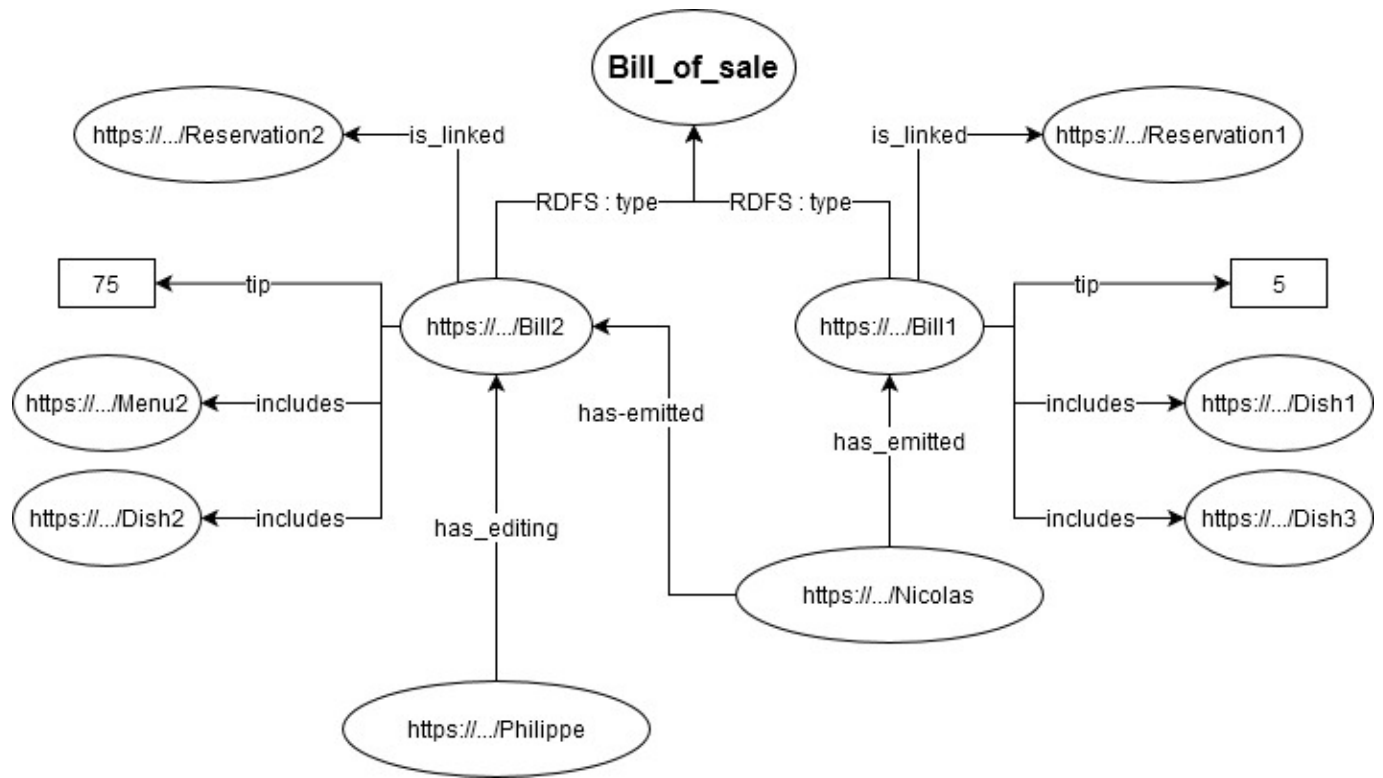 Bill_of_sale
https://.../Reservation2
is_linked
is_linked
https://.../Reservation1
RDFS : type
RDFS : type
75
tip
tip
5
https://.../Bill2
https://.../Bill1
https://.../Menu2
includes
has-emitted
includes
https://.../Dish1
has_emitted
https://.../Dish2
includes
has_editing
includes
https://.../Dish3
https://.../Nicolas
https://.../Philippe